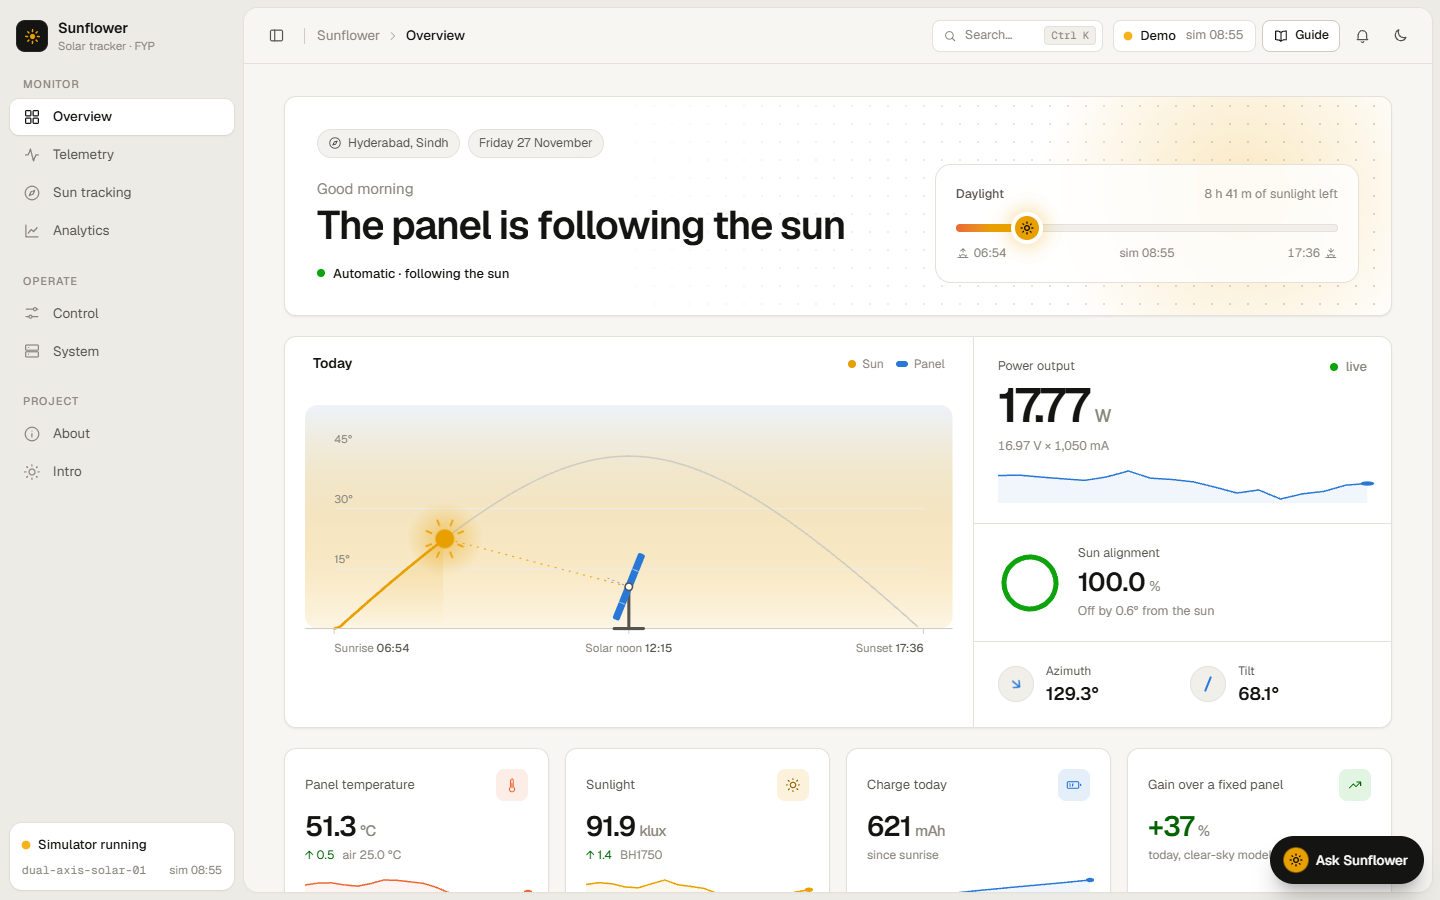 Sunflower
Solar tracker · FYP
MONITOR
Overview
Telemetry
Sun tracking
Analytics
OPERATE
Control
System
PROJECT
About
Intro
Simulator running
dual-axis-solar-01 sim 08:55
Sunflower Overview
Search... Ctrl K
Demo sim 08:55
Guide
Hyderabad, Sindh
Friday 27 November
Good morning
The panel is following the sun
Automatic · following the sun
Daylight 8 h 41 m of sunlight left
06:54 sim 08:55 17:36
Today
Sun Panel
45°
30°
15°
Sunrise 06:54 Solar noon 12:15 Sunset 17:36
Power output live
17.77 W
16.97 V × 1,050 mA
Sun alignment
100.0 %
Off by 0.6° from the sun
Azimuth
129.3°
Tilt
68.1°
Panel temperature
51.3 °C
↑ 0.5 air 25.0 °C
Sunlight
91.9 klux
↑ 1.4 BH1750
Charge today
621 mAh
since sunrise
Gain over a fixed panel
+37 %
today, clear-sky model
Ask Sunflower